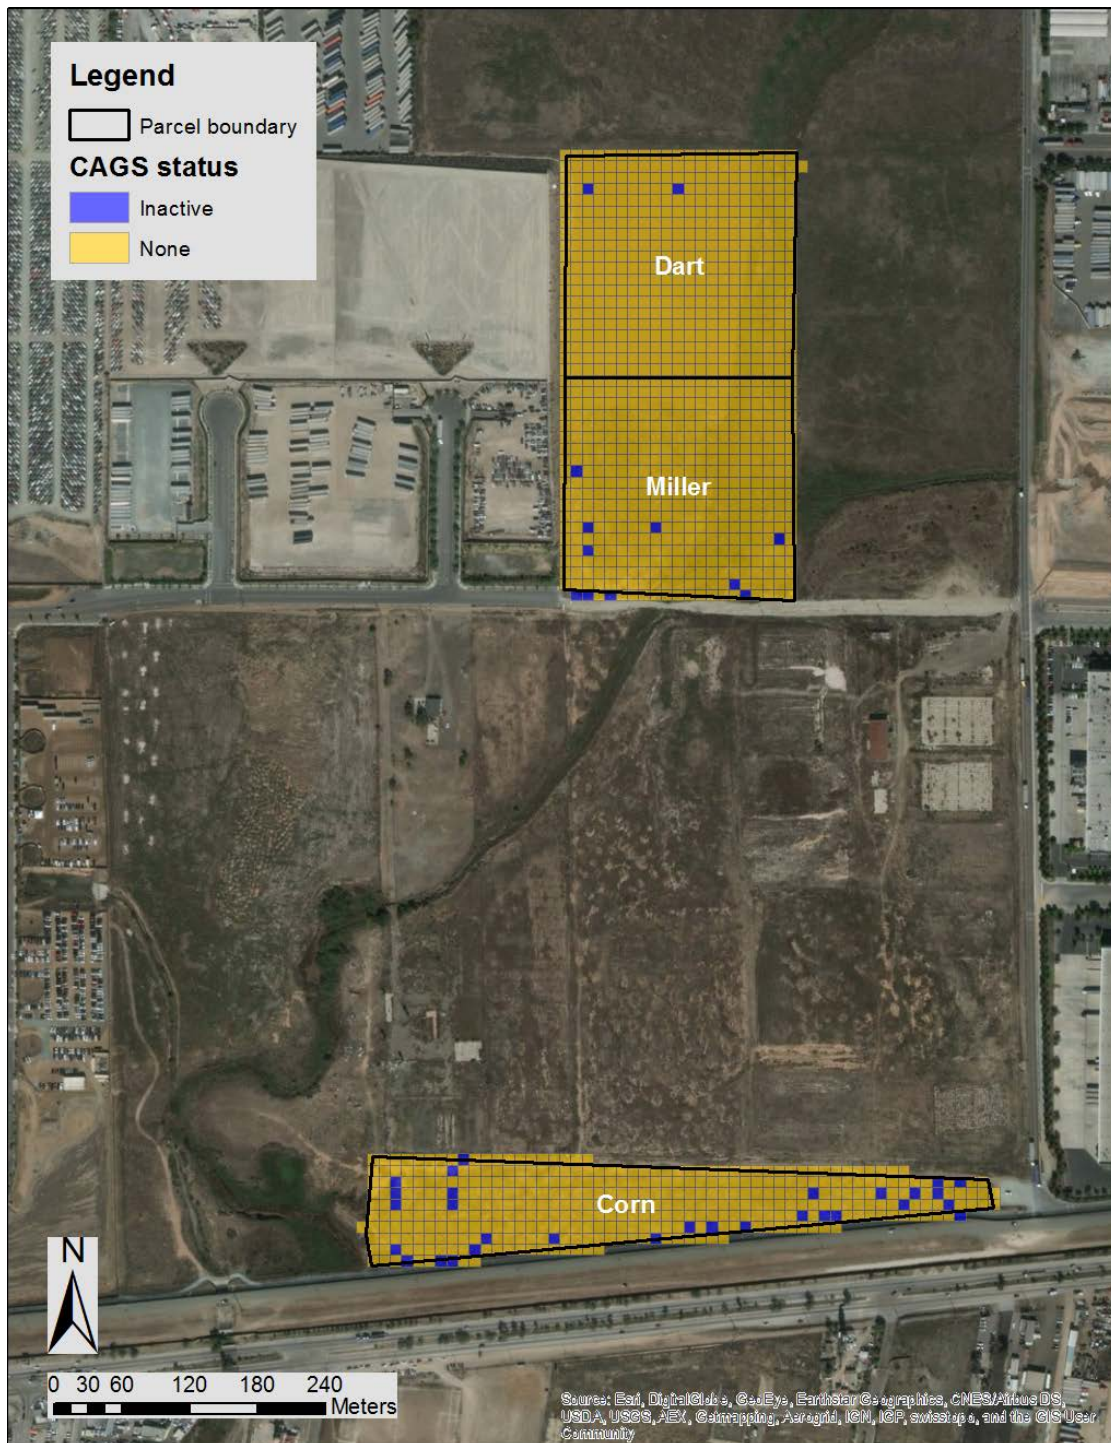 Legend
Parcel boundary
CAGS status
Inactive
None
Dart
Miller
Corn
N
0 30 60 120 180 240
Meters
Source: Esri, DigitalGlobe, GeoEye, Earthstar Geographics, CNES/Airbus DS,
USDA, USGS, AEX, Getmapping, Aerogrid, IGN, IGP, swisstopo, and the GIS User
Community